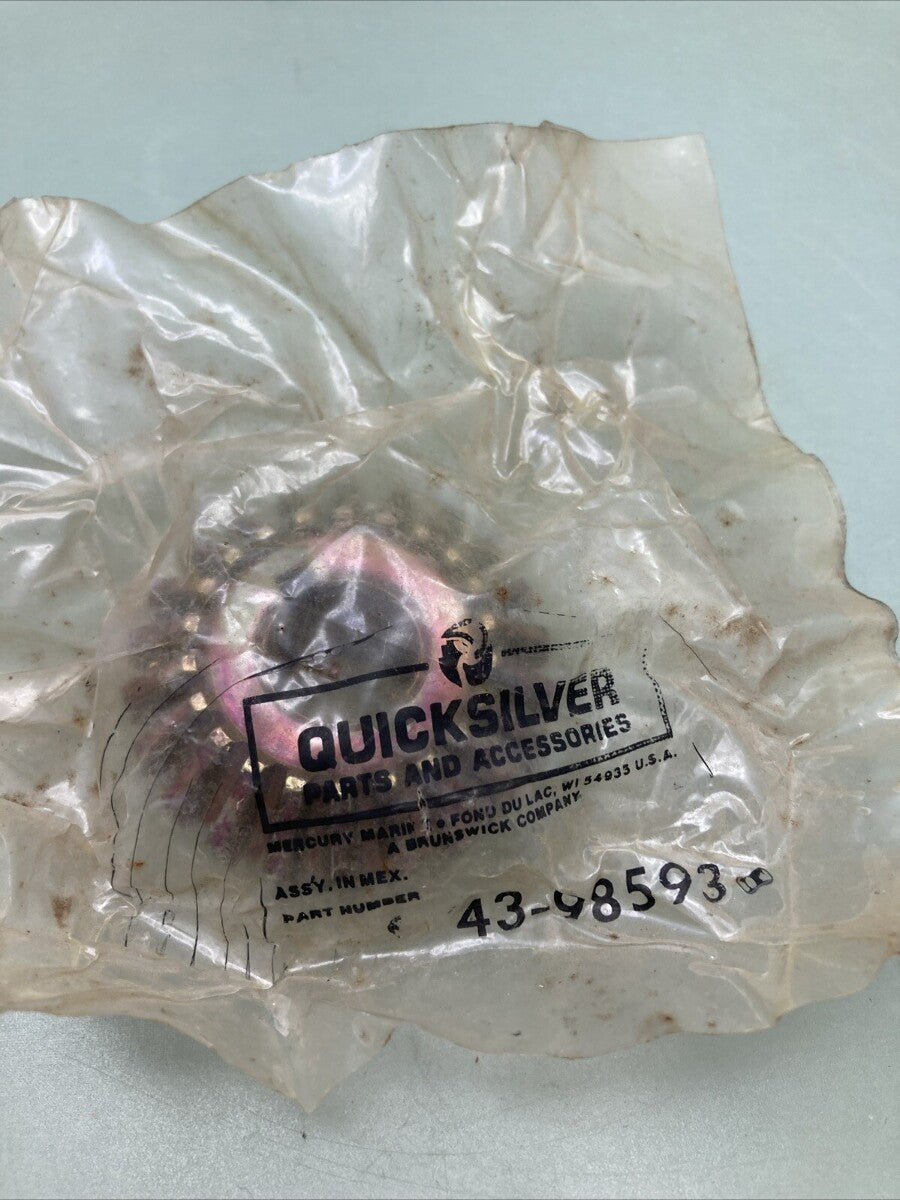 QUICKSILVER
PARTS AND ACCESSORIES
MERCURY MARINE • FOND DU LAC, WI 54935 U.S.A.
A BRUNSWICK COMPANY
ASSY. IN MEX.
PART NUMBER 43-98593